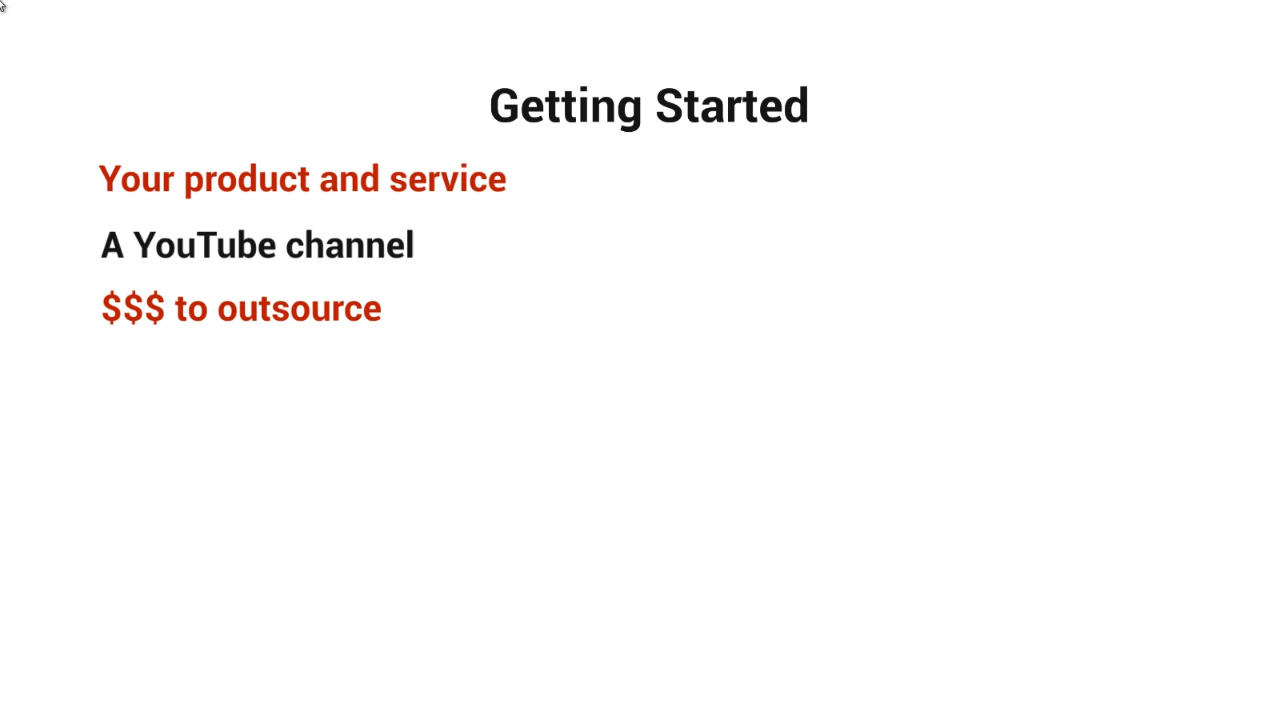 Getting Started
Your product and service
A YouTube channel
$$$ to outsource